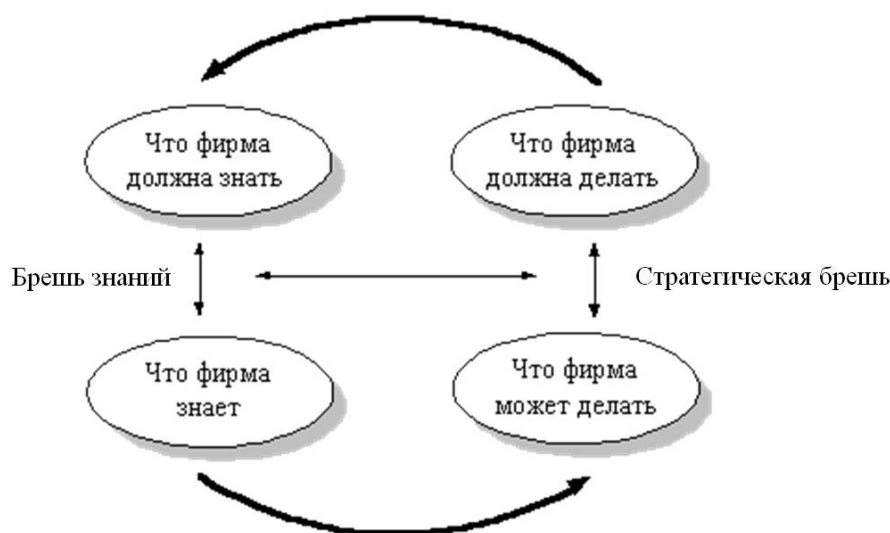 Что фирма
должна знать
Что фирма
должна делать
Брешь знаний
Стратегическая брешь
Что фирма
знает
Что фирма
может делать